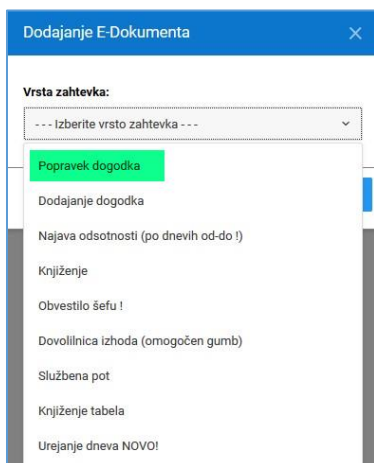 Dodajanje E-Dokumenta
Vrsta zahtevka:
- - - Izberite vrsto zahtevka - - -
Popravek dogodka
Dodajanje dogodka
Najava odsotnosti (po dnevih od-do !)
Knjiženje
Obvestilo šefu !
Dovolilnica izhoda (omogočen gumb)
Službena pot
Knjiženje tabela
Urejanje dneva NOVO!